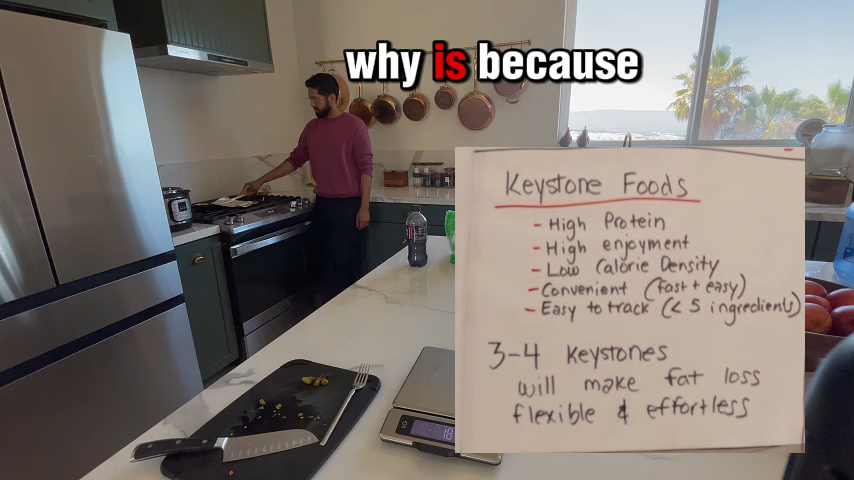 why is because
Keystone Foods
- High Protein
- High enjoyment
- Low Calorie Density
- Convenient (fast + easy)
- Easy to track (< 5 ingredients)
3-4 Keystones
will make fat loss
flexible & effortless
18